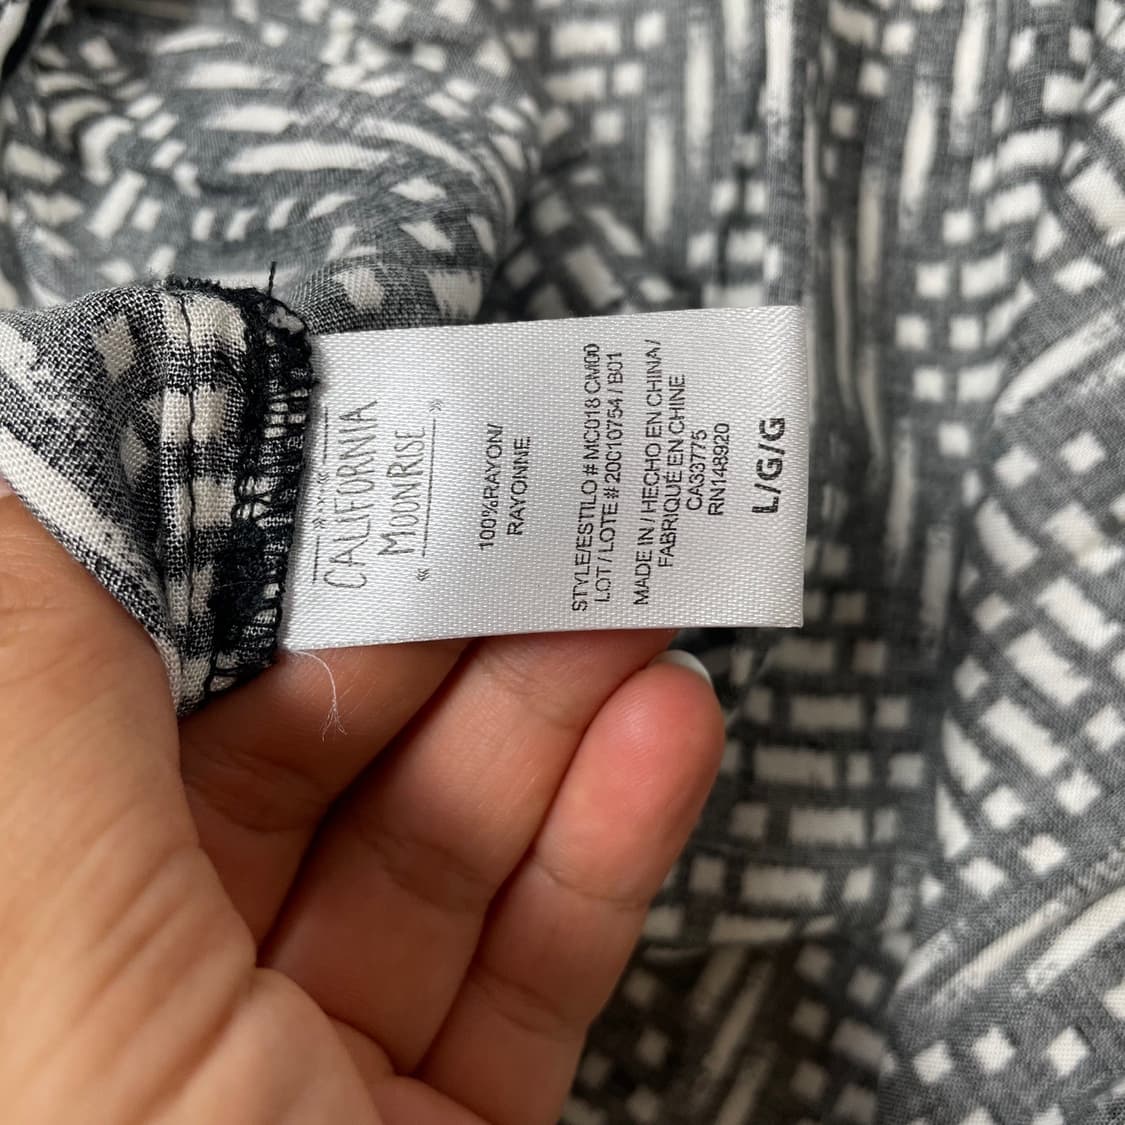 CALIFORNIA
MOONRISE
100%RAYON/
RAYONNE
STYLE/ESTILO # MC018 CM00
LOT / LOTE # 20C10754 / B01
MADE IN / HECHO EN CHINA/
FABRIQUÉ EN CHINE
CA33775
RN148920
L/G/G